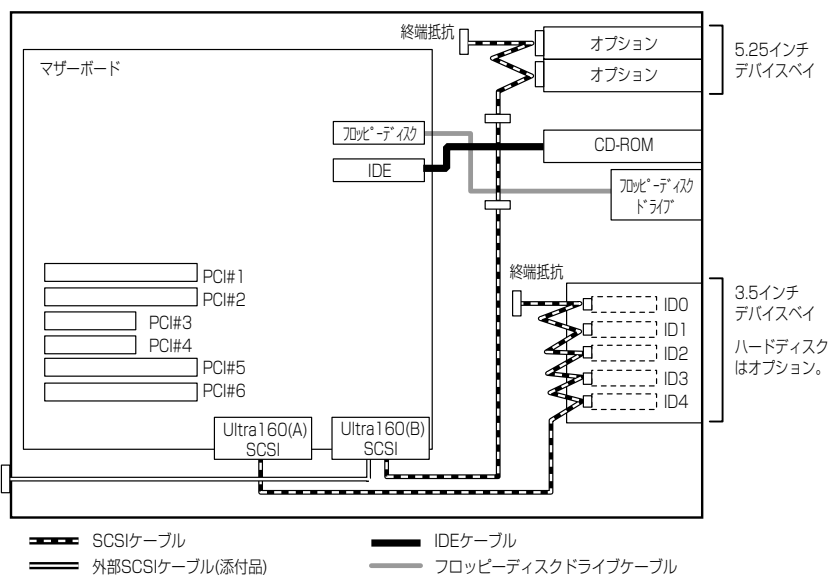 終端抵抗
オプション
オプション
5.25インチ
デバイスベイ
マザーボード
ﾌﾛｯﾋﾟｰﾃﾞｨｽｸ
IDE
CD-ROM
ﾌﾛｯﾋﾟｰﾃﾞｨｽｸ
ﾄﾞﾗｲﾌﾞ
終端抵抗
ID0
ID1
ID2
ID3
ID4
3.5インチ
デバイスベイ
ハードディスク
はオプション。
PCI#1
PCI#2
PCI#3
PCI#4
PCI#5
PCI#6
Ultra160(A)
SCSI
Ultra160(B)
SCSI
SCSIケーブル
IDEケーブル
外部SCSIケーブル(添付品)
フロッピーディスクドライブケーブル